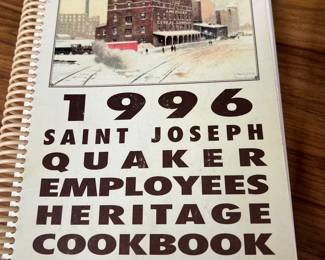 1996
SAINT JOSEPH
QUAKER
EMPLOYEES
HERITAGE
COOKBOOK